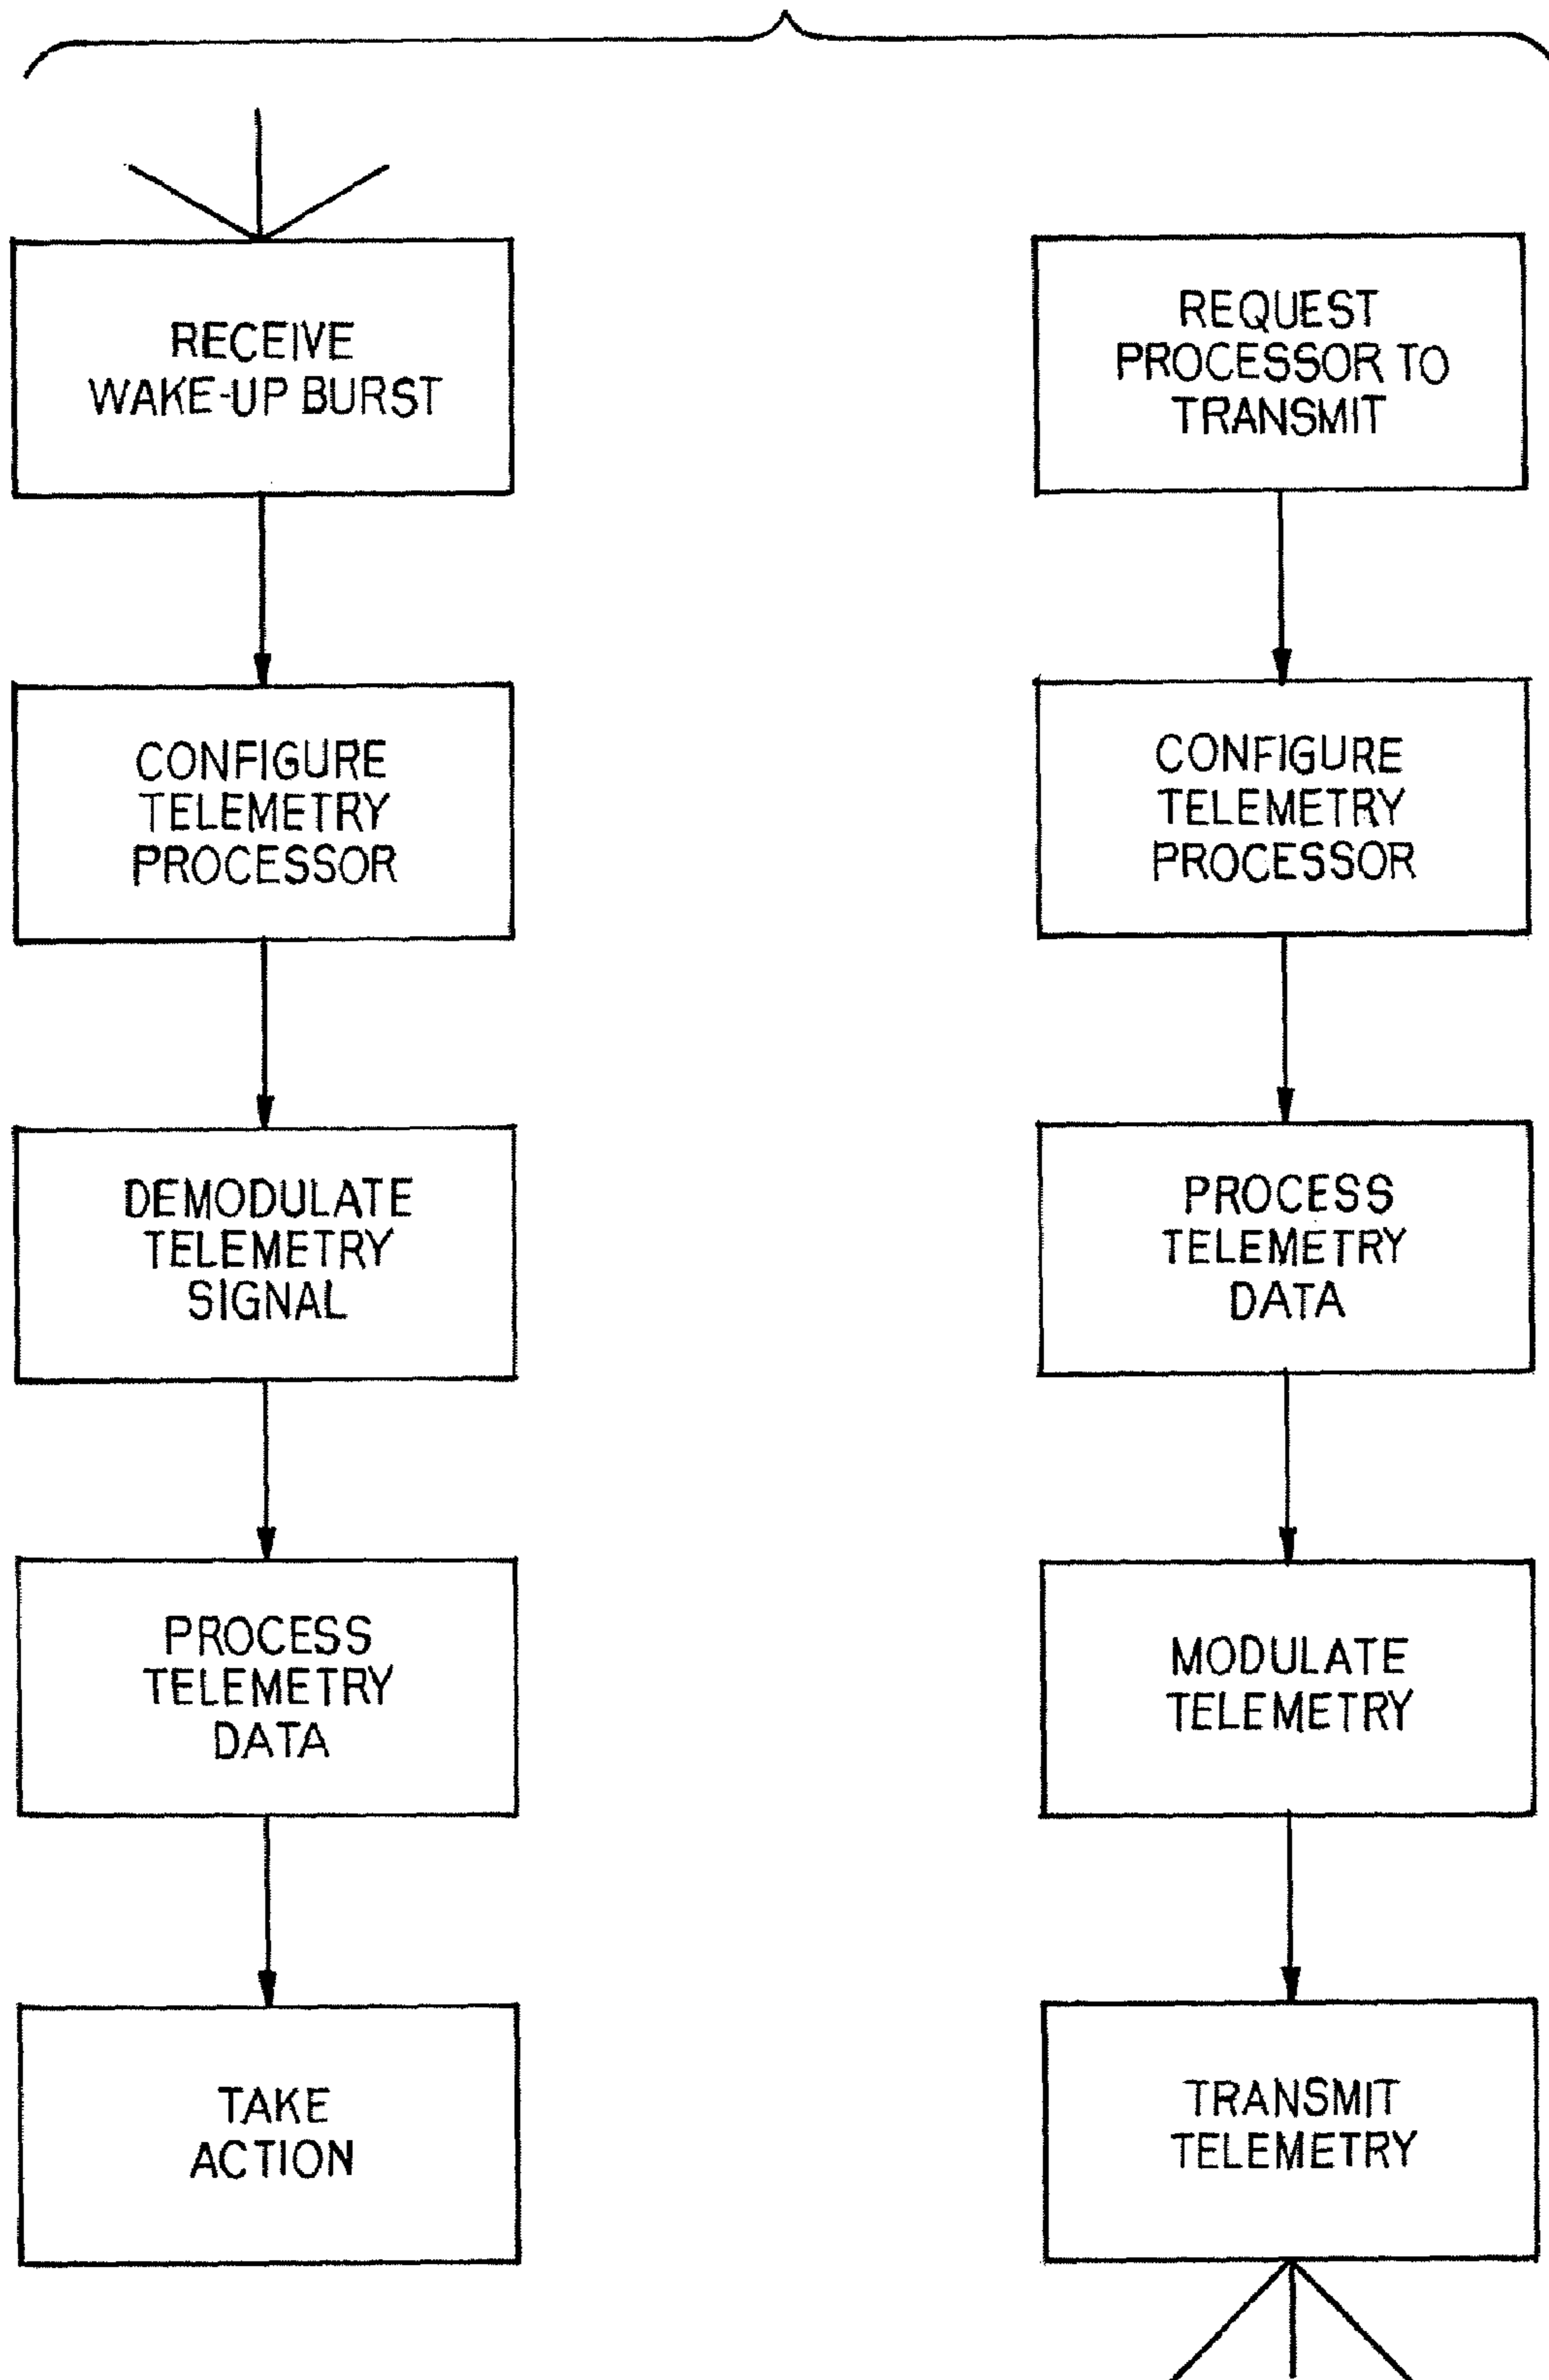 RECEIVE
WAKE-UP BURST
CONFIGURE
TELEMETRY
PROCESSOR
DEMODULATE
TELEMETRY
SIGNAL
PROCESS
TELEMETRY
DATA
TAKE
ACTION
REQUEST
PROCESSOR TO
TRANSMIT
CONFIGURE
TELEMETRY
PROCESSOR
PROCESS
TELEMETRY
DATA
MODULATE
TELEMETRY
TRANSMIT
TELEMETRY